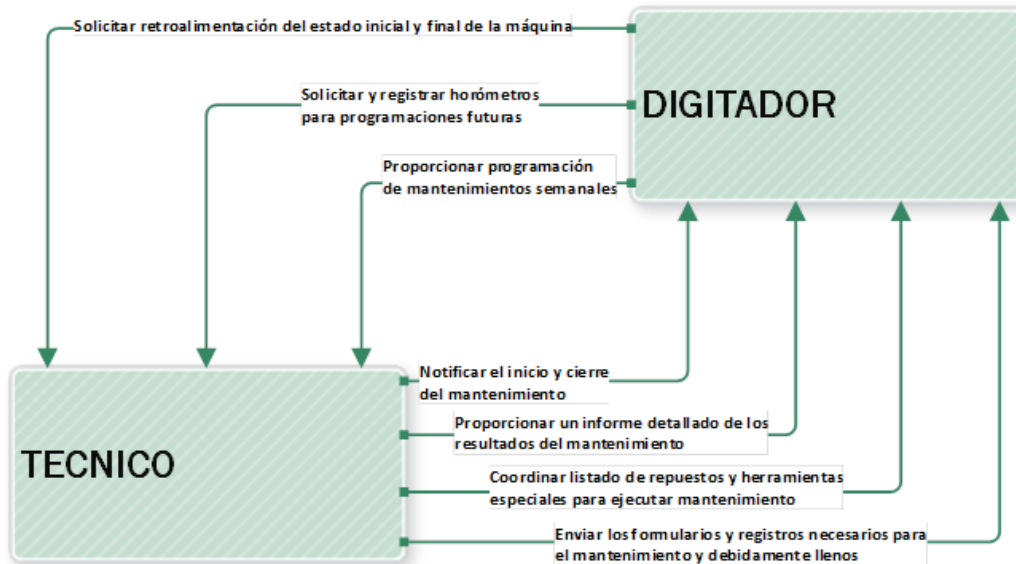 Solicitar retroalimentación del estado inicial y final de la máquina
Solicitar y registrar horómetros
para programaciones futuras
DIGITADOR
Proporcionar programación
de mantenimientos semanales
Notificar el inicio y cierre
del mantenimiento
Proporcionar un informe detallado de los
resultados del mantenimiento
TECNICO
Coordinar listado de repuestos y herramientas
especiales para ejecutar mantenimiento
Enviar los formularios y registros necesarios para
el mantenimiento y debidamente llenos